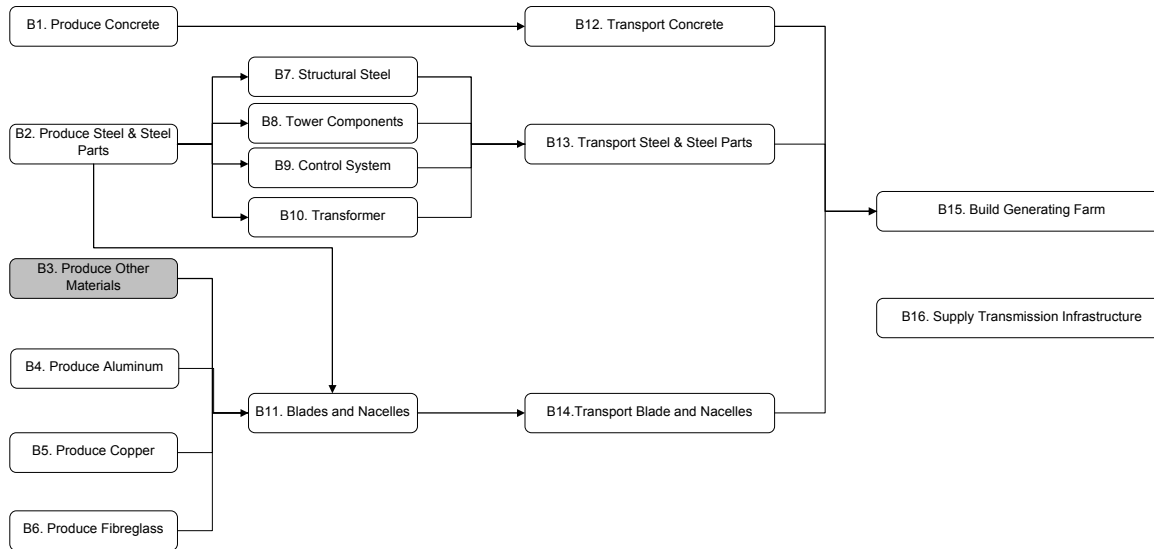 B1. Produce Concrete
B12. Transport Concrete
B7. Structural Steel
B8. Tower Components
B2. Produce Steel & Steel
Parts
B13. Transport Steel & Steel Parts
B9. Control System
B10. Transformer
B15. Build Generating Farm
B3. Produce Other
Materials
B16. Supply Transmission Infrastructure
B4. Produce Aluminum
B11. Blades and Nacelles
B14.Transport Blade and Nacelles
B5. Produce Copper
B6. Produce Fibreglass